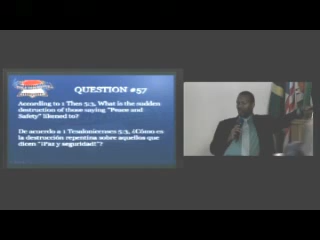 QUESTION #57
According to 1 Thes 5:3, What is the sudden
destruction of those saying "Peace and
Safety" likened to?
De acuerdo a 1 Tesalonicenses 5:3, ¿Cómo es
la destrucción repentina sobre aquellos que
dicen "¡Paz y seguridad!"?